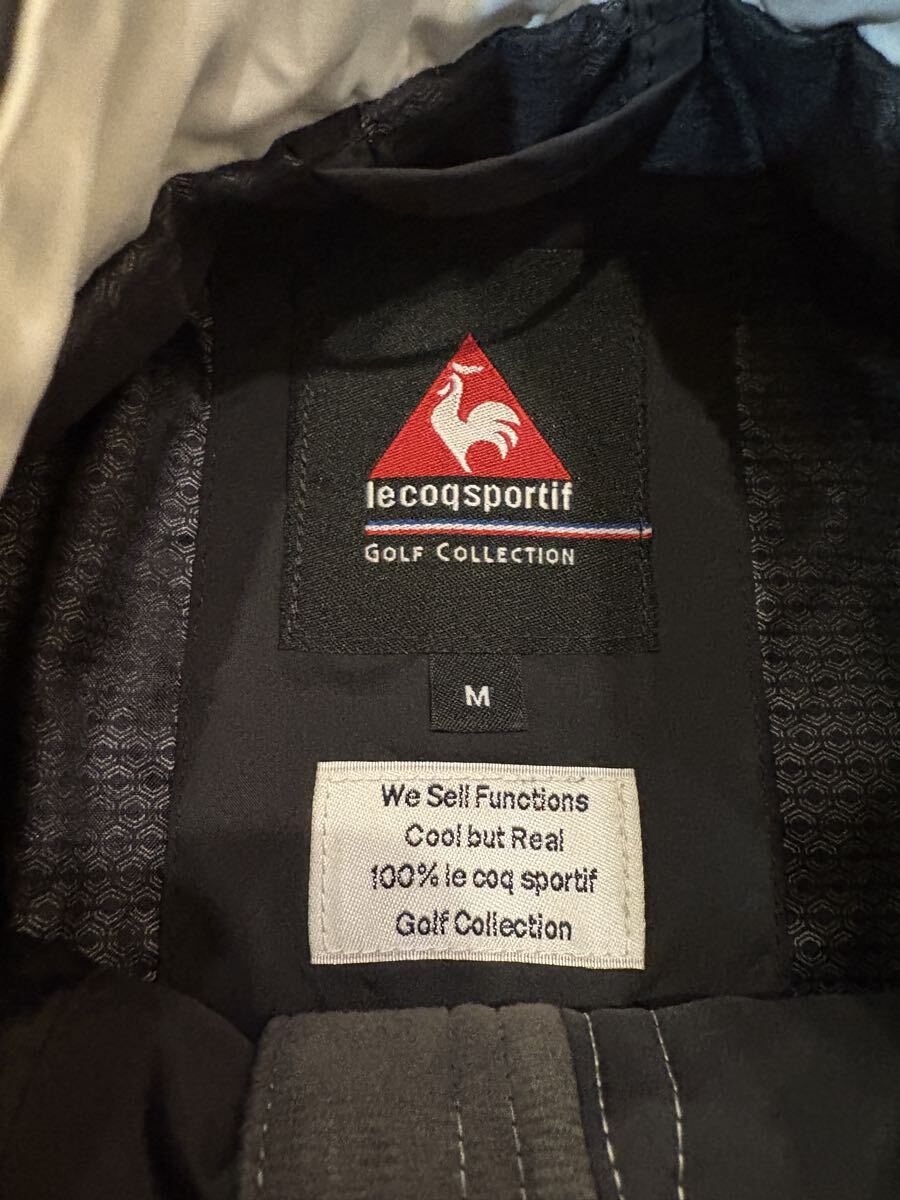 lecoqsportif
GOLF COLLECTION
M
We Sell Functions
Cool but Real
100% le coq sportif
Golf Collection